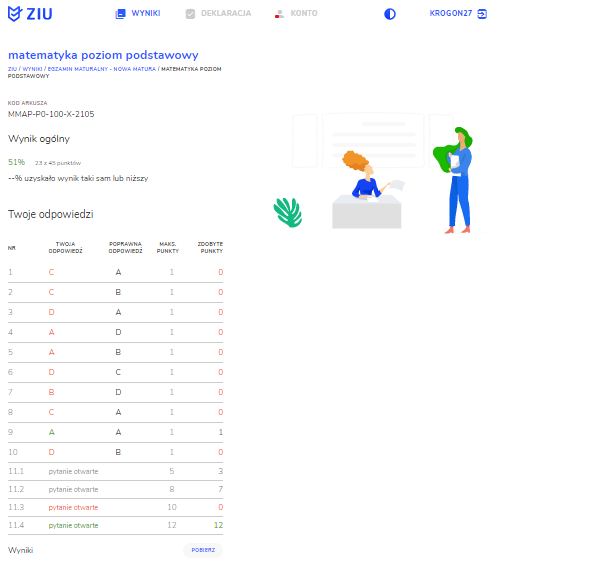 ZIU WYNIKI DEKLARACJA KONTO KROGON27
matematyka poziom podstawowy
ZIU / WYNIKI / EGZAMIN MATURALNY - NOWA MATURA / MATEMATYKA POZIOM
PODSTAWOWY
KOD ARKUSZA
MMAP-P0-100-X-2105
Wynik ogólny
51% 23 z 45 punktów
--% uzyskało wynik taki sam lub niższy
Twoje odpowiedzi
NR TWOJA ODPOWIEDŹ POPRAWNA ODPOWIEDŹ MAKS. PUNKTY ZDOBYTE PUNKTY
1 C A 1 0
2 C B 1 0
3 D A 1 0
4 A D 1 0
5 A B 1 0
6 D C 1 0
7 B D 1 0
8 C A 1 0
9 A A 1 1
10 D B 1 0
11.1 pytanie otwarte 5 3
11.2 pytanie otwarte 8 7
11.3 pytanie otwarte 10 0
11.4 pytanie otwarte 12 12
Wyniki POBIERZ